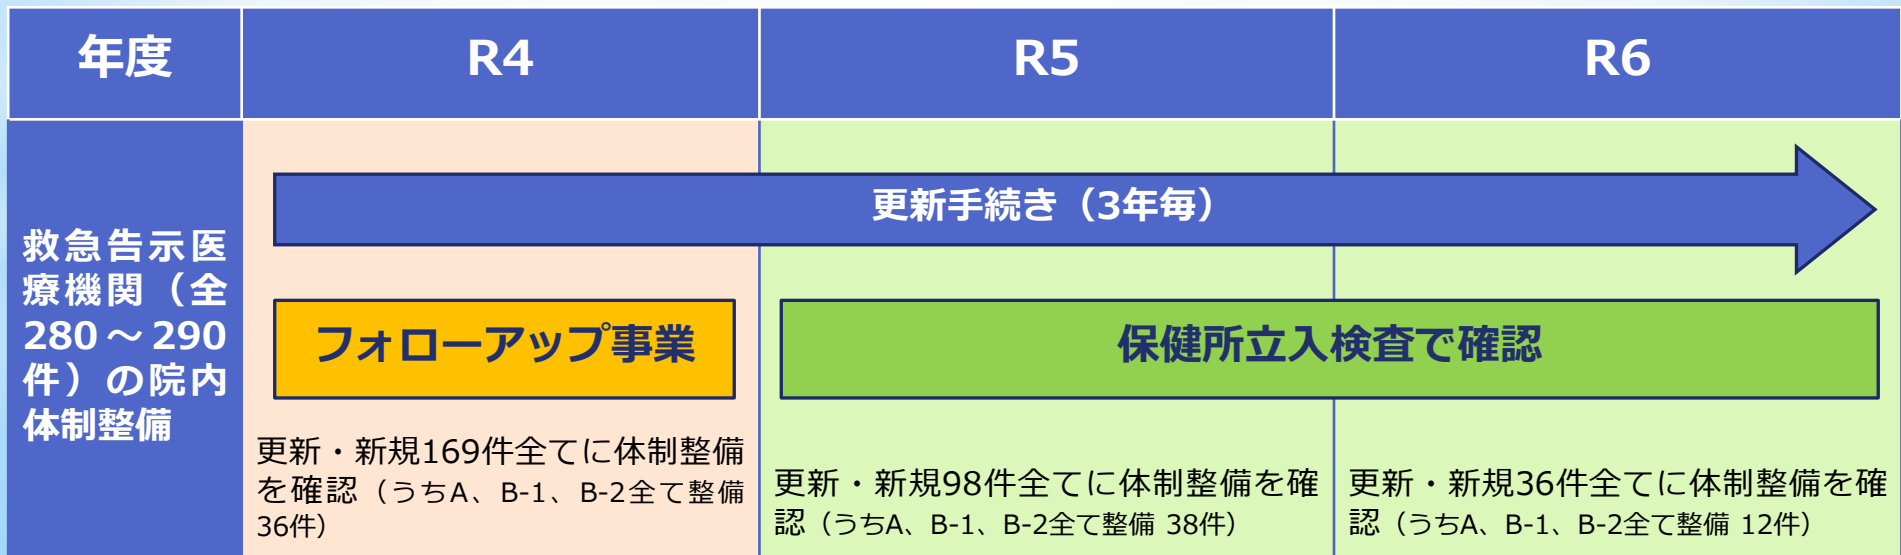 年度
R4
R5
R6
救急告示医
療機関（全
280～290
件）の院内
体制整備
更新手続き（3年毎）
フォローアップ事業
保健所立入検査で確認
更新・新規169件全てに体制整備
を確認（うちA、B-1、B-2全て整備
36件）
更新・新規98件全てに体制整備を確
認（うちA、B-1、B-2全て整備 38件）
更新・新規36件全てに体制整備を確
認（うちA、B-1、B-2全て整備 12件）